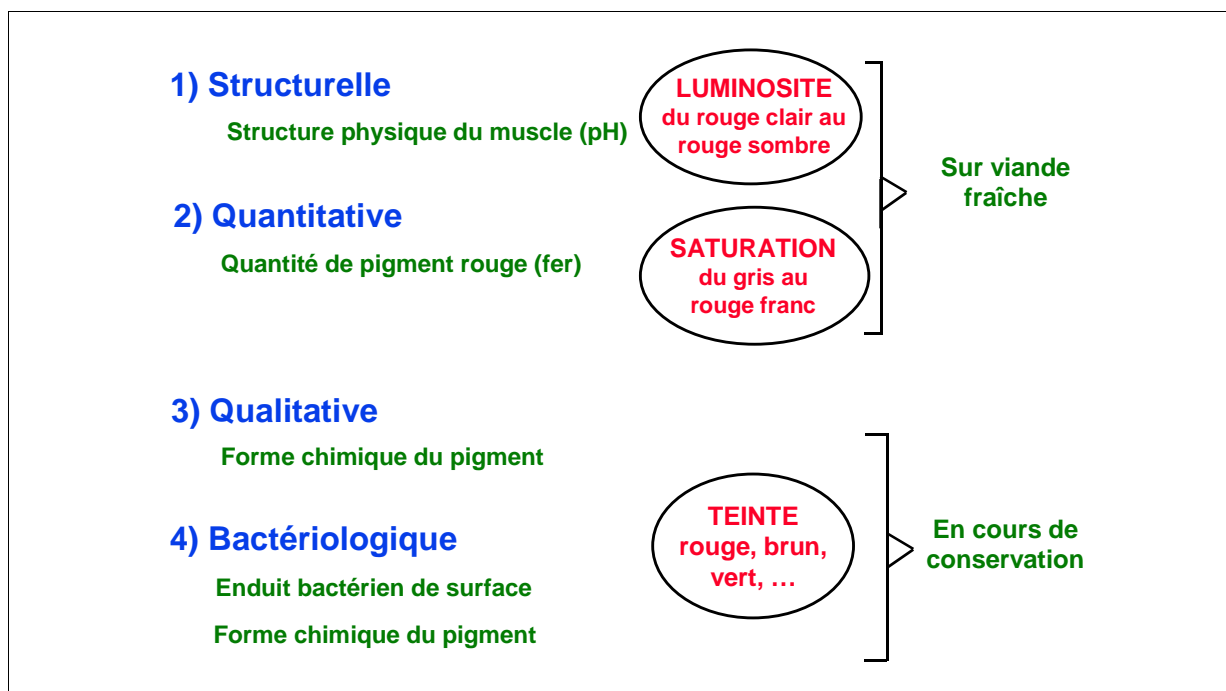 1) Structurelle
Structure physique du muscle (pH)
LUMINOSITE
du rouge clair au
rouge sombre
2) Quantitative
Quantité de pigment rouge (fer)
SATURATION
du gris au
rouge franc
Sur viande
fraîche
3) Qualitative
Forme chimique du pigment
4) Bactériologique
Enduit bactérien de surface
Forme chimique du pigment
TEINTE
rouge, brun,
vert, …
En cours de
conservation